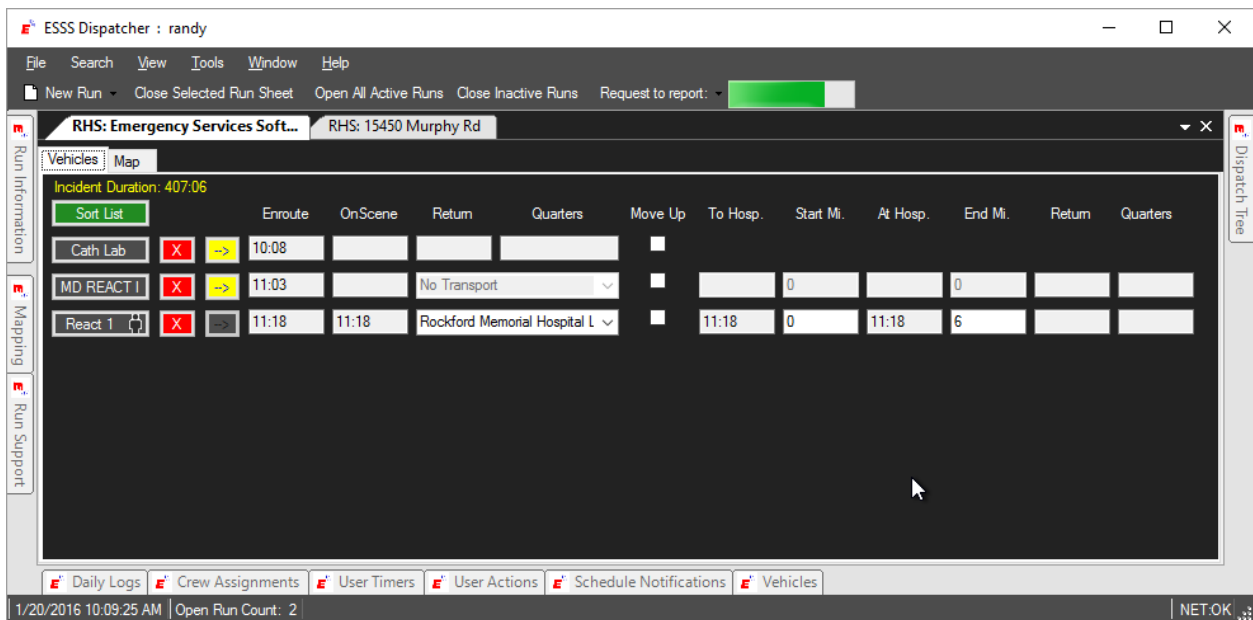 ESSS Dispatcher : randy
File Search View Tools Window Help
New Run Close Selected Run Sheet Open All Active Runs Close Inactive Runs Request to report:
RHS: Emergency Services Soft... RHS: 15450 Murphy Rd
Vehicles Map
Incident Duration: 407:06
Sort List Enroute OnScene Return Quarters Move Up To Hosp. Start Mi. At Hosp. End Mi. Return Quarters
Cath Lab X --> 10:08
MD REACT I X --> 11:03 No Transport 0 0
React 1 X --> 11:18 11:18 Rockford Memorial Hospital L 11:18 0 11:18 6
Run Information
Mapping
Run Support
Dispatch Tree
Daily Logs Crew Assignments User Timers User Actions Schedule Notifications Vehicles
1/20/2016 10:09:25 AM Open Run Count: 2 NET:OK